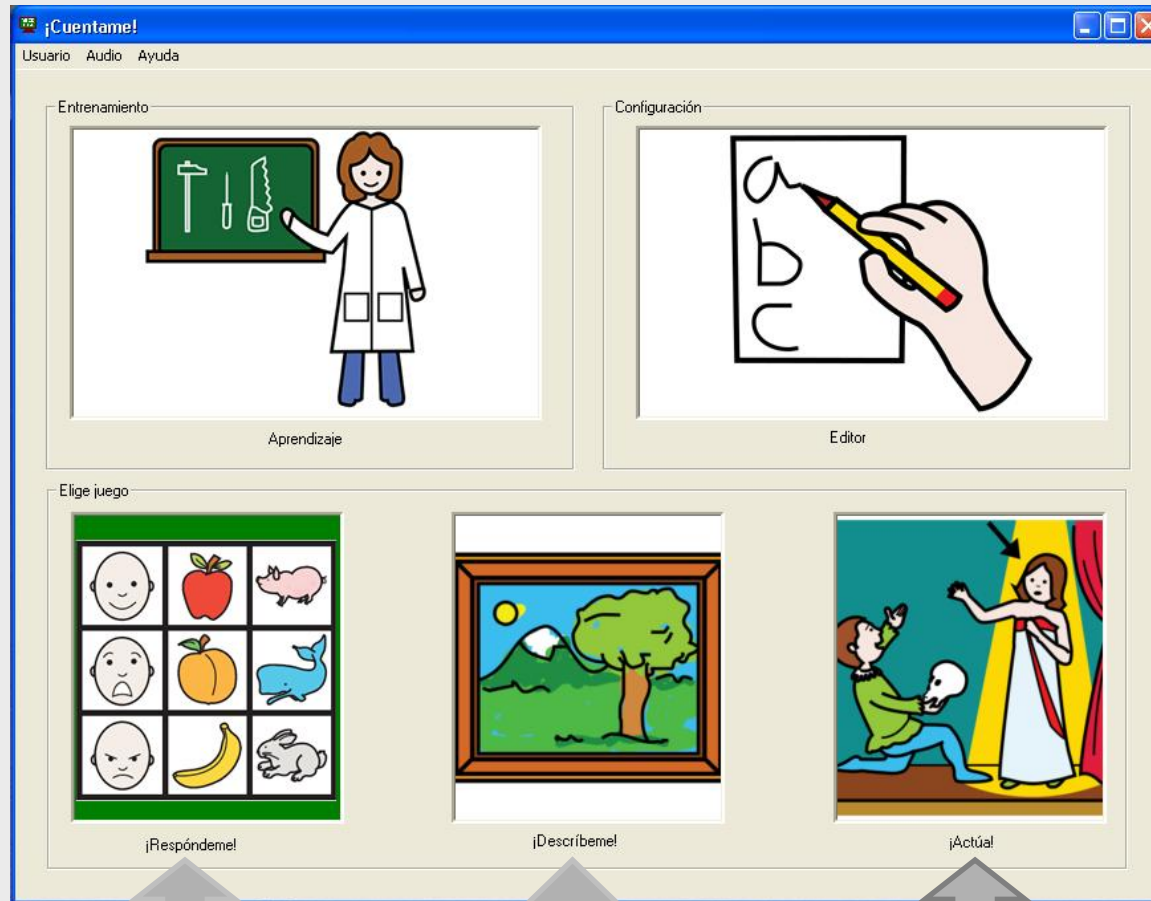 ¡Cuentame!
Usuario Audio Ayuda
Entrenamiento
Aprendizaje
Configuración
a
b
c
Editor
Elige juego
¡Respóndeme!
¡Descríbeme!
¡Actúa!